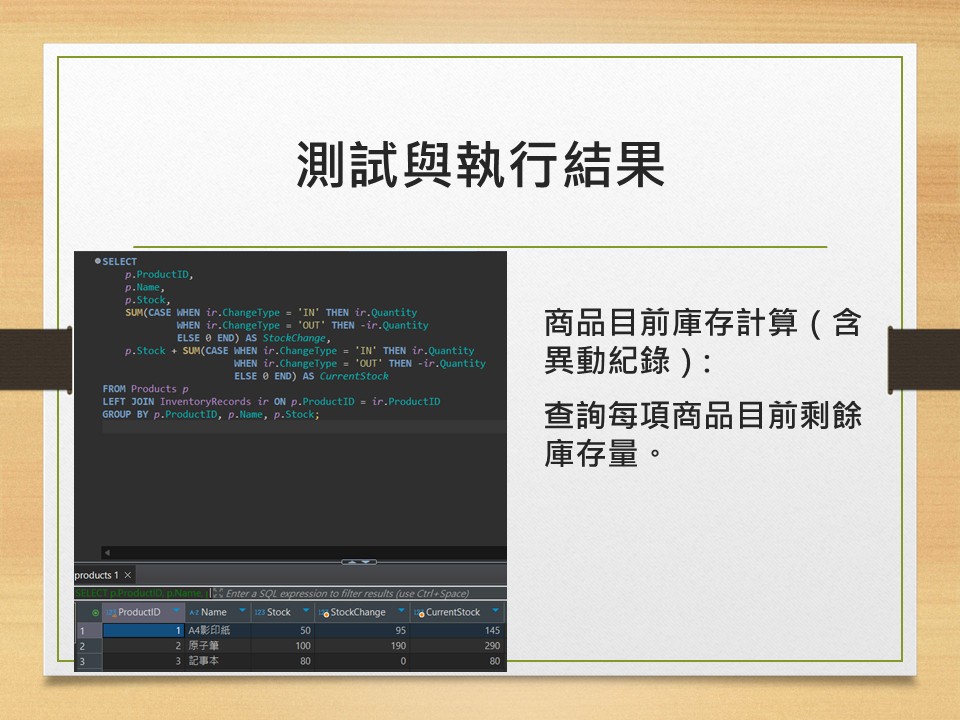 測試與執行結果
SELECT
p.ProductID,
p.Name,
p.Stock,
SUM(CASE WHEN ir.ChangeType = 'IN' THEN ir.Quantity
WHEN ir.ChangeType = 'OUT' THEN -ir.Quantity
ELSE 0 END) AS StockChange,
p.Stock + SUM(CASE WHEN ir.ChangeType = 'IN' THEN ir.Quantity
WHEN ir.ChangeType = 'OUT' THEN -ir.Quantity
ELSE 0 END) AS CurrentStock
FROM Products p
LEFT JOIN InventoryRecords ir ON p.ProductID = ir.ProductID
GROUP BY p.ProductID, p.Name, p.Stock;
products 1
SELECT p.ProductID, p.Name, Enter a SQL expression to filter results (use Ctrl+Space)
123 ProductID A-Z Name 123 Stock 123 StockChange 123 CurrentStock
1 1 A4影印紙 50 95 145
2 2 原子筆 100 190 290
3 3 記事本 80 0 80
商品目前庫存計算（含
異動紀錄）:
查詢每項商品目前剩餘
庫存量。